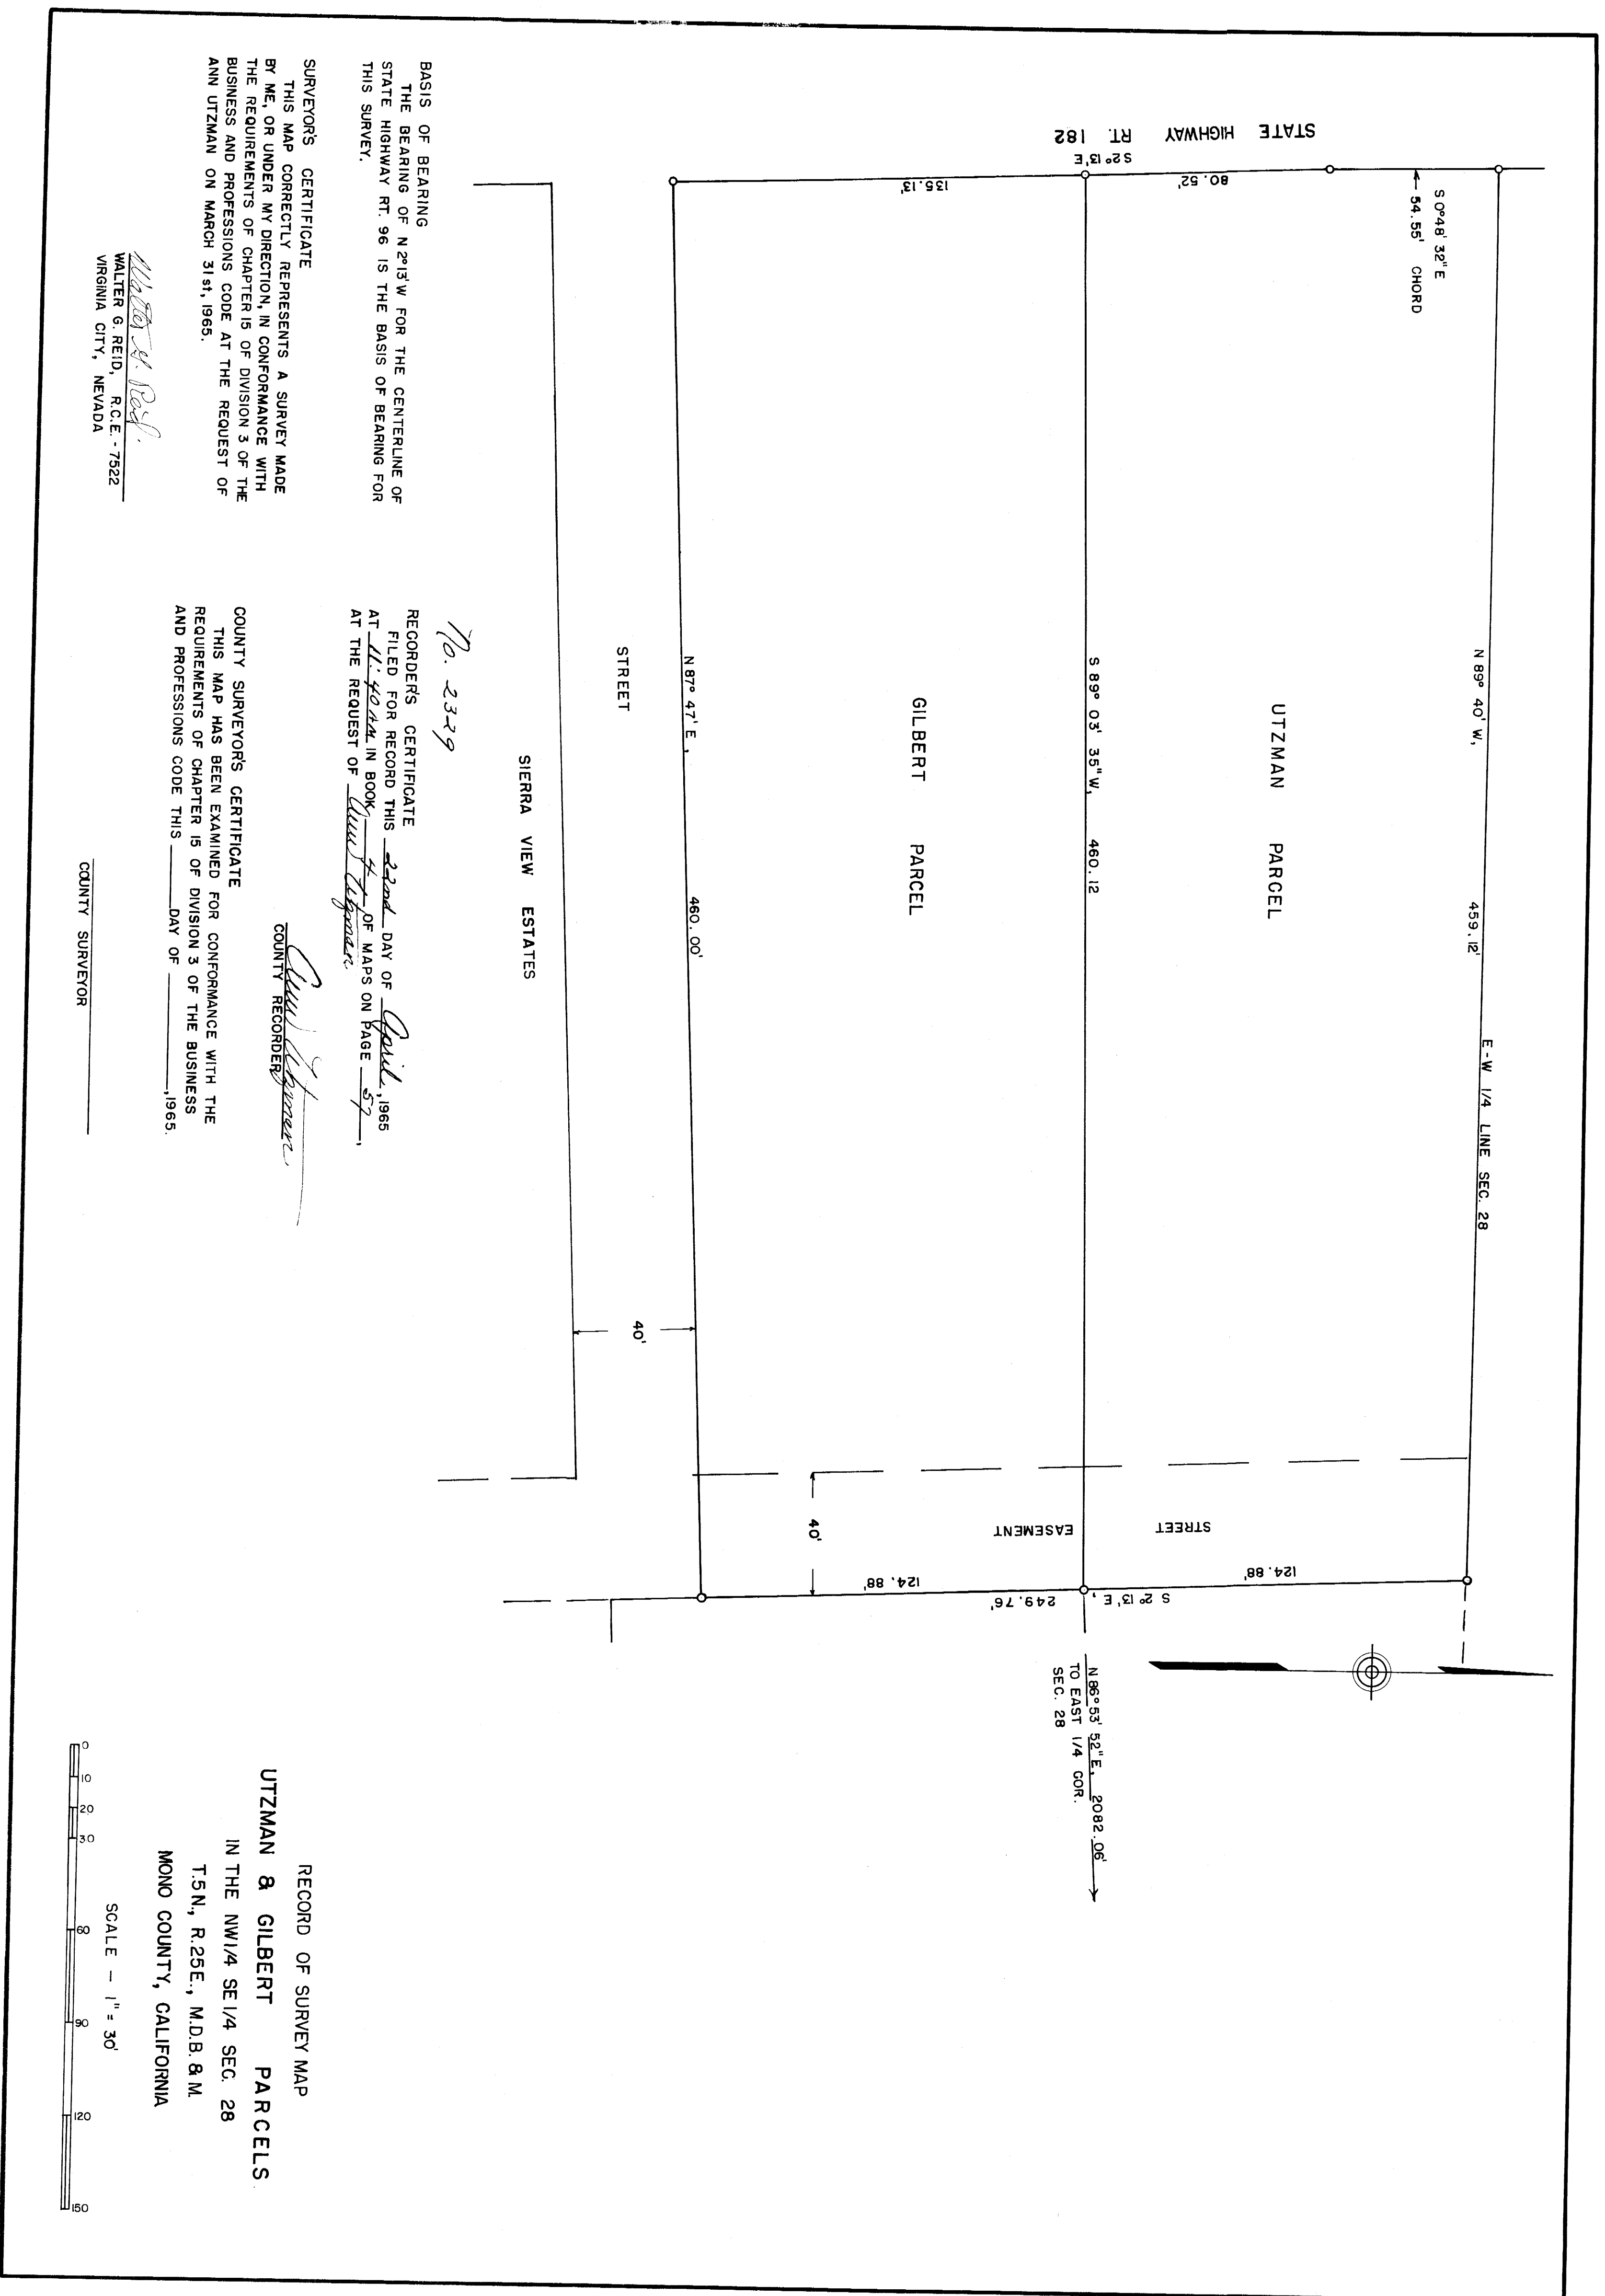 STATE HIGHWAY RT. 182
S 2° 13' E
135.13'
80.52'
S 0° 48' 32" E
54.55' CHORD
N 89° 40' W, 459.12'
E-W 1/4 LINE SEC. 28
UTZMAN PARCEL
S 89° 03' 35" W, 460.12
GILBERT PARCEL
N 87° 47' E, 460.00'
STREET
40'
SIERRA VIEW ESTATES
STREET EASEMENT
40'
124.88'
124.88'
S 2° 13' E, 249.76'
N 86° 53' 52" E, 2082.06'
TO EAST 1/4 COR.
SEC. 28
BASIS OF BEARING
THE BEARING OF N 2°13' W FOR THE CENTERLINE OF
STATE HIGHWAY RT. 96 IS THE BASIS OF BEARING FOR
THIS SURVEY.
SURVEYOR'S CERTIFICATE
THIS MAP CORRECTLY REPRESENTS A SURVEY MADE
BY ME, OR UNDER MY DIRECTION, IN CONFORMANCE WITH
THE REQUIREMENTS OF CHAPTER 15 OF DIVISION 3 OF THE
BUSINESS AND PROFESSIONS CODE AT THE REQUEST OF
ANN UTZMAN ON MARCH 31st, 1965.
Walter G. Reid.
WALTER G. REID, R.C.E. - 7522
VIRGINIA CITY, NEVADA
No. 2329
RECORDER'S CERTIFICATE
FILED FOR RECORD THIS 22nd DAY OF April, 1965
AT 11:40 AM IN BOOK 4 OF MAPS ON PAGE 57,
AT THE REQUEST OF Ann Utzman
Ann Utzman
COUNTY RECORDER
COUNTY SURVEYOR'S CERTIFICATE
THIS MAP HAS BEEN EXAMINED FOR CONFORMANCE WITH THE
REQUIREMENTS OF CHAPTER 15 OF DIVISION 3 OF THE BUSINESS
AND PROFESSIONS CODE THIS DAY OF ,1965.
COUNTY SURVEYOR
RECORD OF SURVEY MAP
UTZMAN & GILBERT PARCELS
IN THE NW1/4 SE 1/4 SEC. 28
T.5 N., R.25E., M.D.B. & M.
MONO COUNTY, CALIFORNIA
SCALE — 1" = 30'
0 10 20 30 60 90 120 150